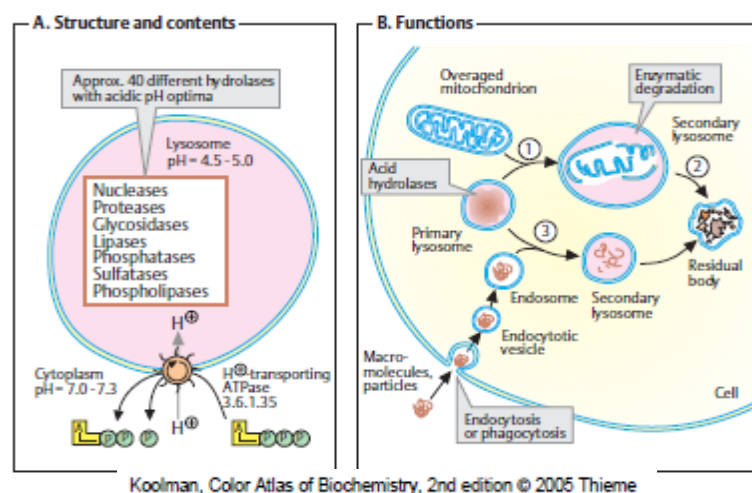 A. Structure and contents
Approx. 40 different hydrolases
with acidic pH optima
Lysosome
pH = 4.5 - 5.0
Nucleases
Proteases
Glycosidases
Lipases
Phosphatases
Sulfatases
Phospholipases
H⊕
Cytoplasm
pH = 7.0 - 7.3
H⊕-transporting
ATPase
3.6.1.35
A P P
P
H⊕
A P P P
B. Functions
Overaged
mitochondrion
Enzymatic
degradation
Secondary
lysosome
1
2
Acid
hydrolases
Primary
lysosome
3
Endosome
Secondary
lysosome
Residual
body
Endocytotic
vesicle
Macro-
molecules,
particles
Cell
Endocytosis
or phagocytosis
Koolman, Color Atlas of Biochemistry, 2nd edition © 2005 Thieme